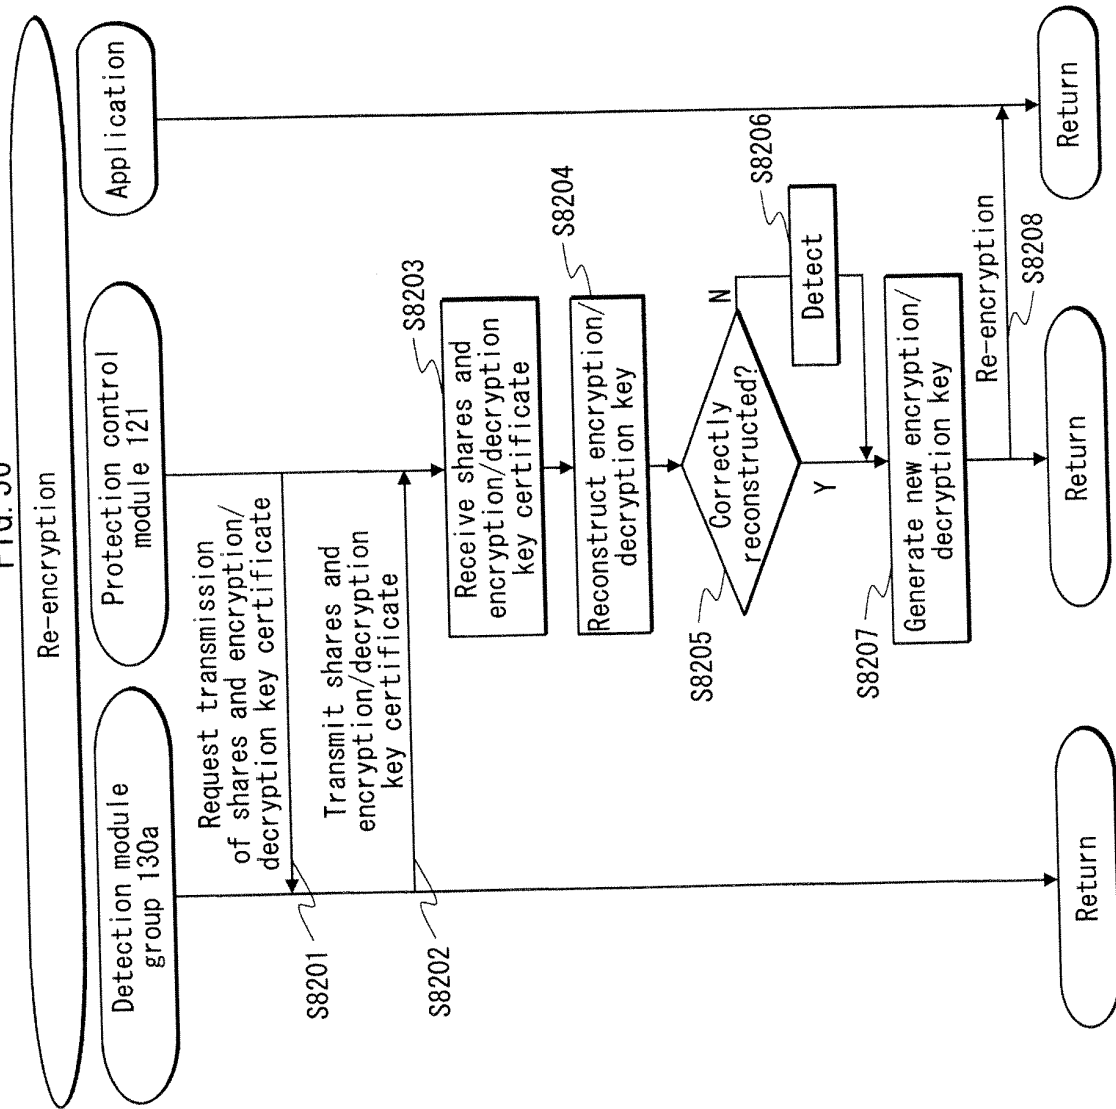 Re-encryption
Detection module
group 130a
Protection control
module 121
Application
Request transmission
of shares and encryption/
decryption key certificate
S8201
Transmit shares and
encryption/decryption
key certificate
S8202
Receive shares and
encryption/decryption
key certificate
S8203
Reconstruct encryption/
decryption key
S8204
Correctly
reconstructed?
S8205
N
Y
Detect
S8206
Generate new encryption/
decryption key
S8207
Re-encryption
S8208
Return
Return
Return